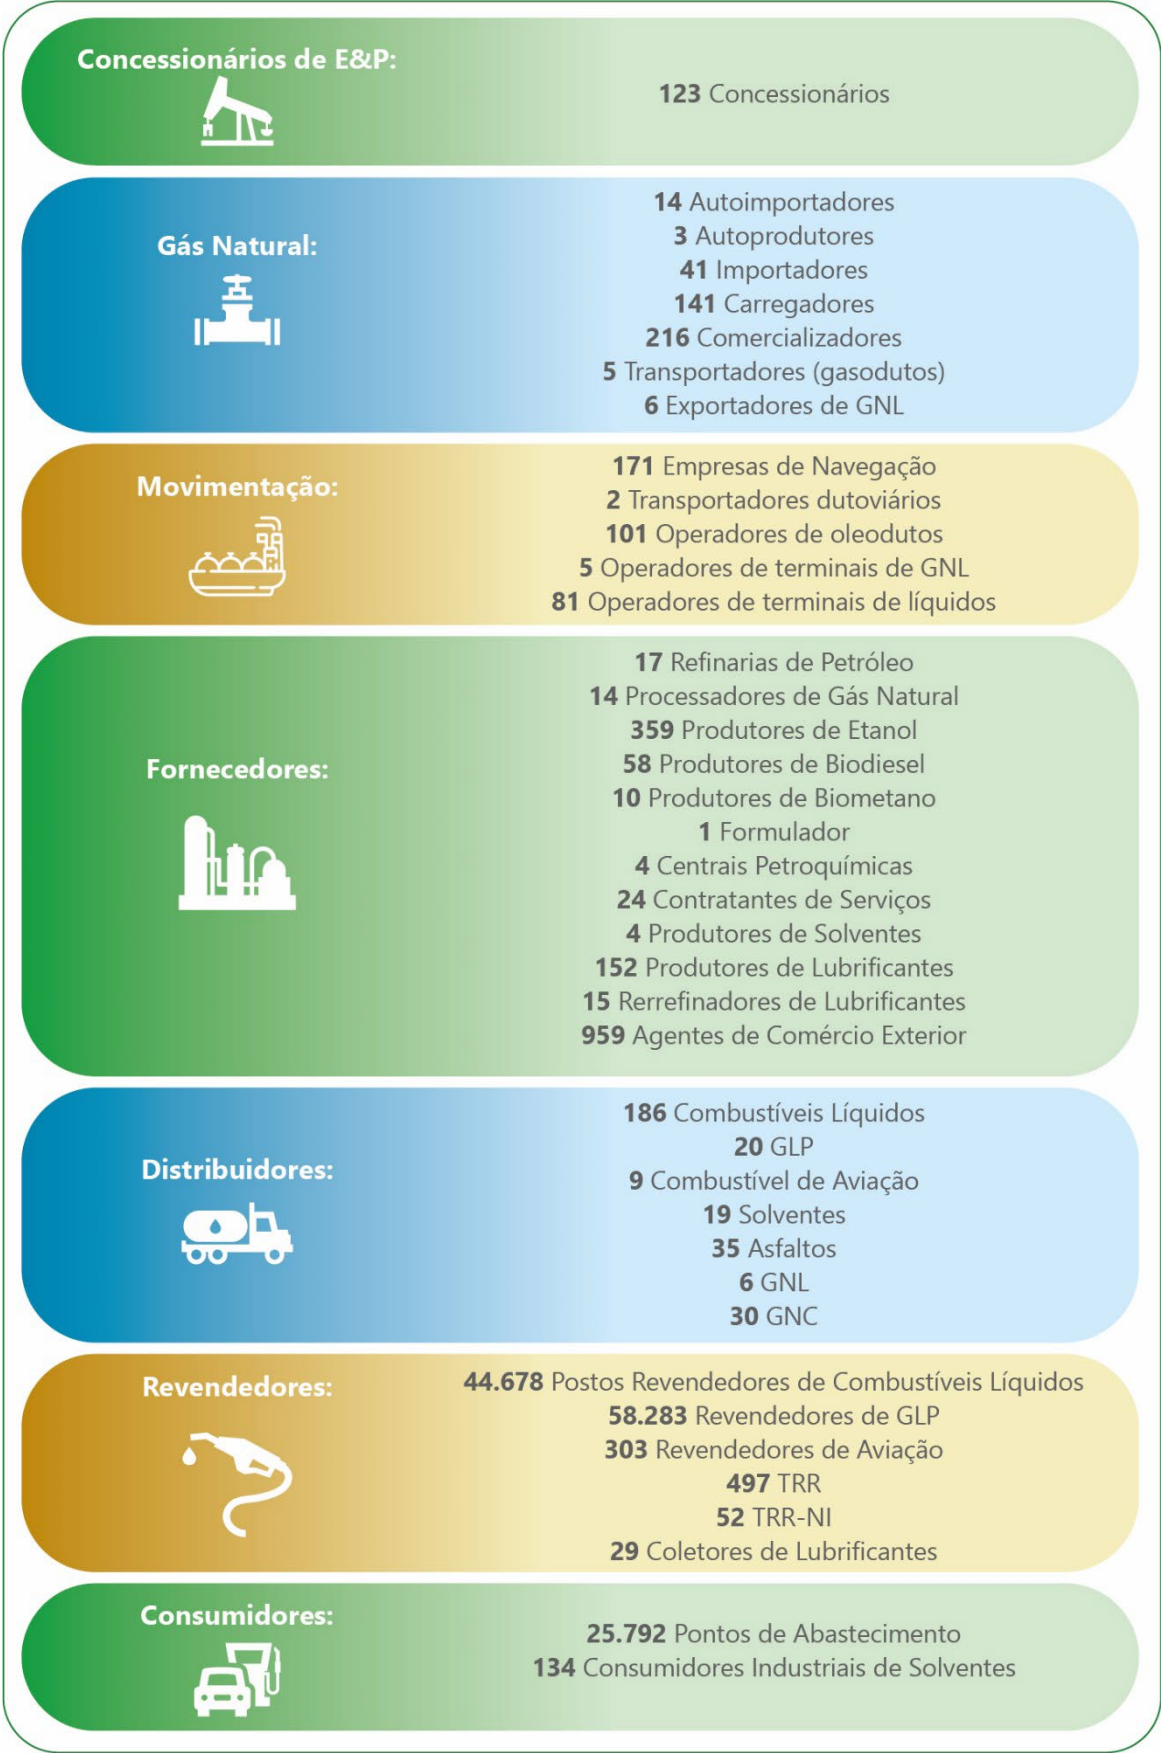 Concessionários de E&P:
123 Concessionários
Gás Natural:
14 Autoimportadores
3 Autoprodutores
41 Importadores
141 Carregadores
216 Comercializadores
5 Transportadores (gasodutos)
6 Exportadores de GNL
Movimentação:
171 Empresas de Navegação
2 Transportadores dutoviários
101 Operadores de oleodutos
5 Operadores de terminais de GNL
81 Operadores de terminais de líquidos
Fornecedores:
17 Refinarias de Petróleo
14 Processadores de Gás Natural
359 Produtores de Etanol
58 Produtores de Biodiesel
10 Produtores de Biometano
1 Formulador
4 Centrais Petroquímicas
24 Contratantes de Serviços
4 Produtores de Solventes
152 Produtores de Lubrificantes
15 Rerrefinadores de Lubrificantes
959 Agentes de Comércio Exterior
Distribuidores:
186 Combustíveis Líquidos
20 GLP
9 Combustível de Aviação
19 Solventes
35 Asfaltos
6 GNL
30 GNC
Revendedores:
44.678 Postos Revendedores de Combustíveis Líquidos
58.283 Revendedores de GLP
303 Revendedores de Aviação
497 TRR
52 TRR-NI
29 Coletores de Lubrificantes
Consumidores:
25.792 Pontos de Abastecimento
134 Consumidores Industriais de Solventes